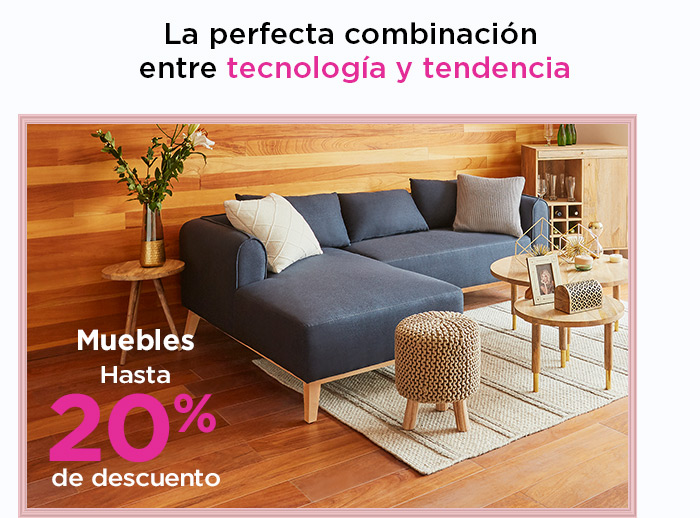 La perfecta combinación
entre tecnología y tendencia
Muebles
Hasta
20%
de descuento